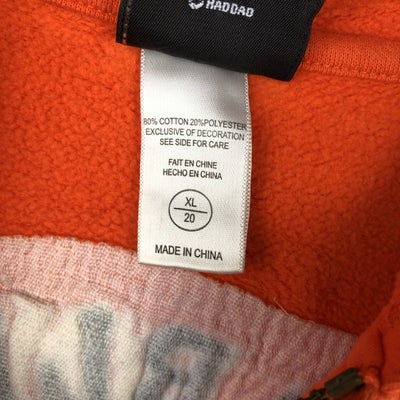 HADDAD
80% COTTON 20%POLYESTER
EXCLUSIVE OF DECORATION
SEE SIDE FOR CARE
FAIT EN CHINE
HECHO EN CHINA
XL
20
MADE IN CHINA